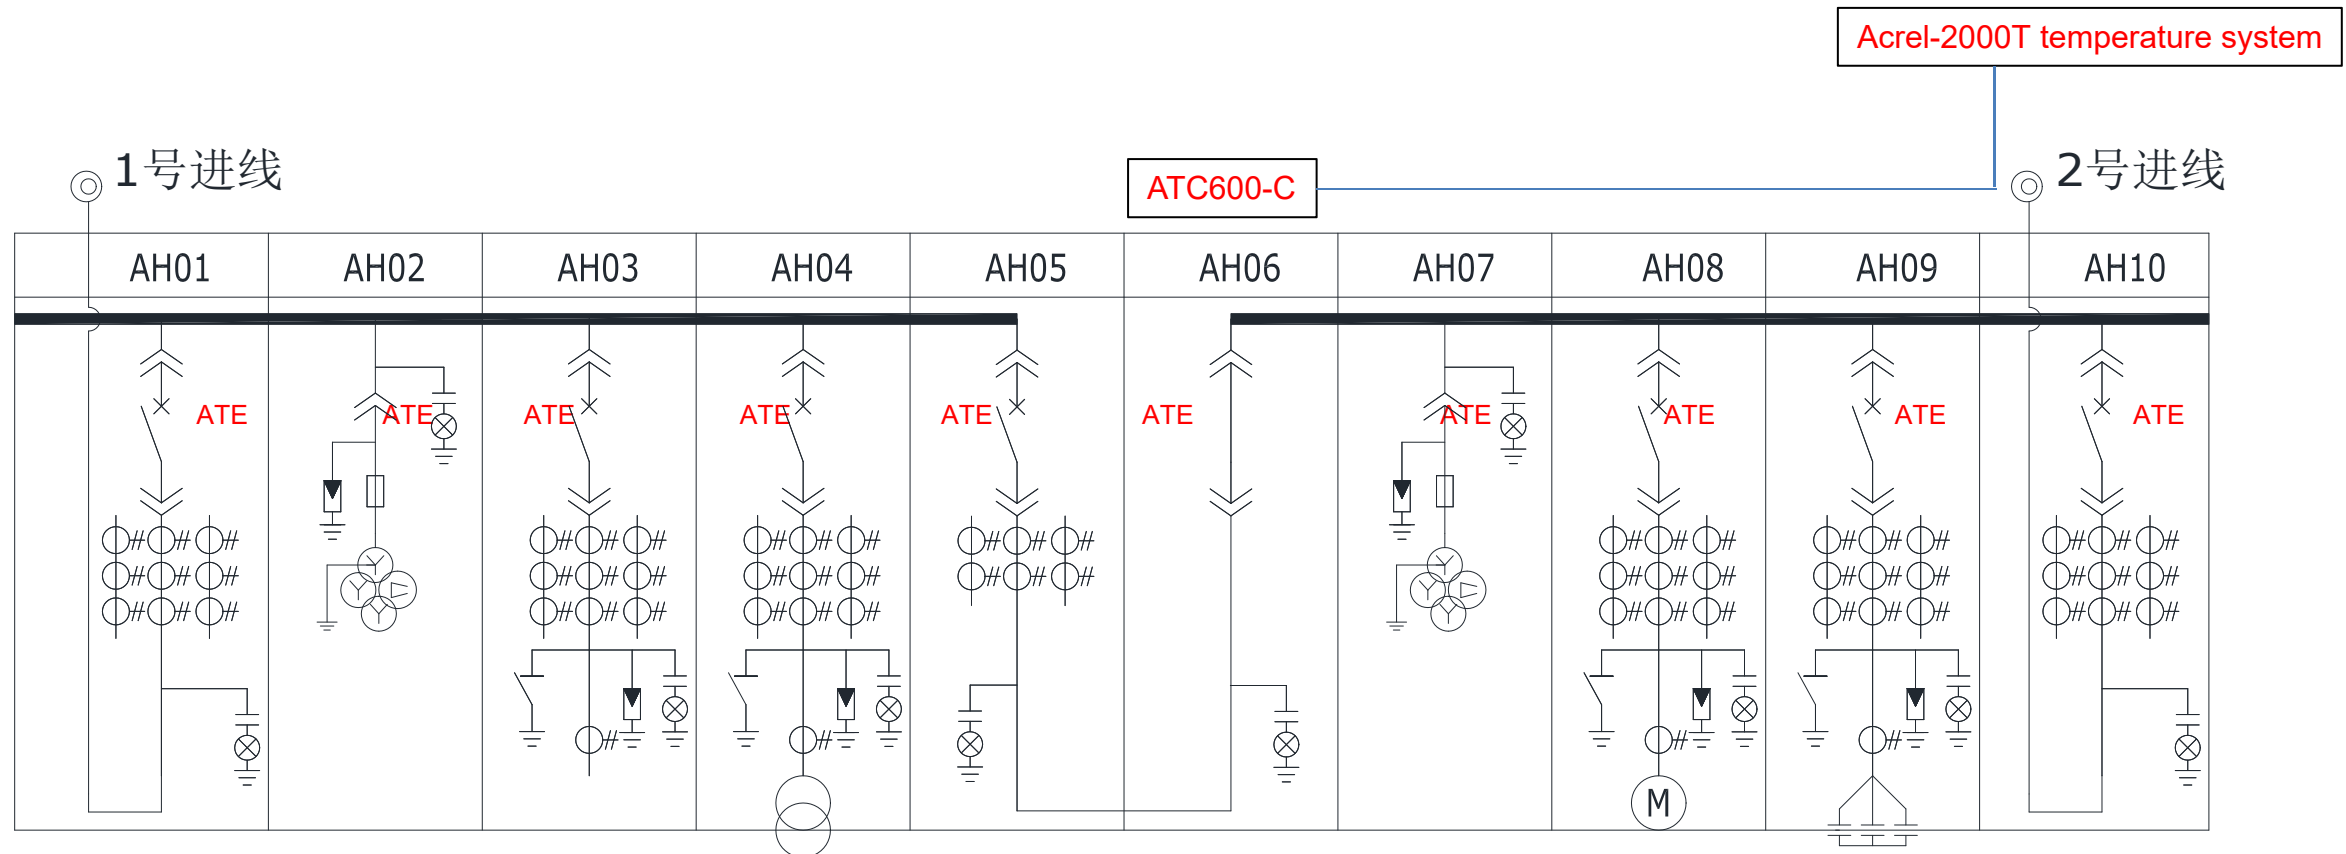 Acrel-2000T temperature system
1号进线
ATC600-C
2号进线
AH01 AH02 AH03 AH04 AH05 AH06 AH07 AH08 AH09 AH10
ATE ATE ATE ATE ATE ATE ATE ATE ATE ATE
# # # # # # # # # # # # # # # # # # # # #
# # # # # # # # # # # # # # # # # # # # #
# # # # # # # # # # # # # # # # # #
# # # #
M